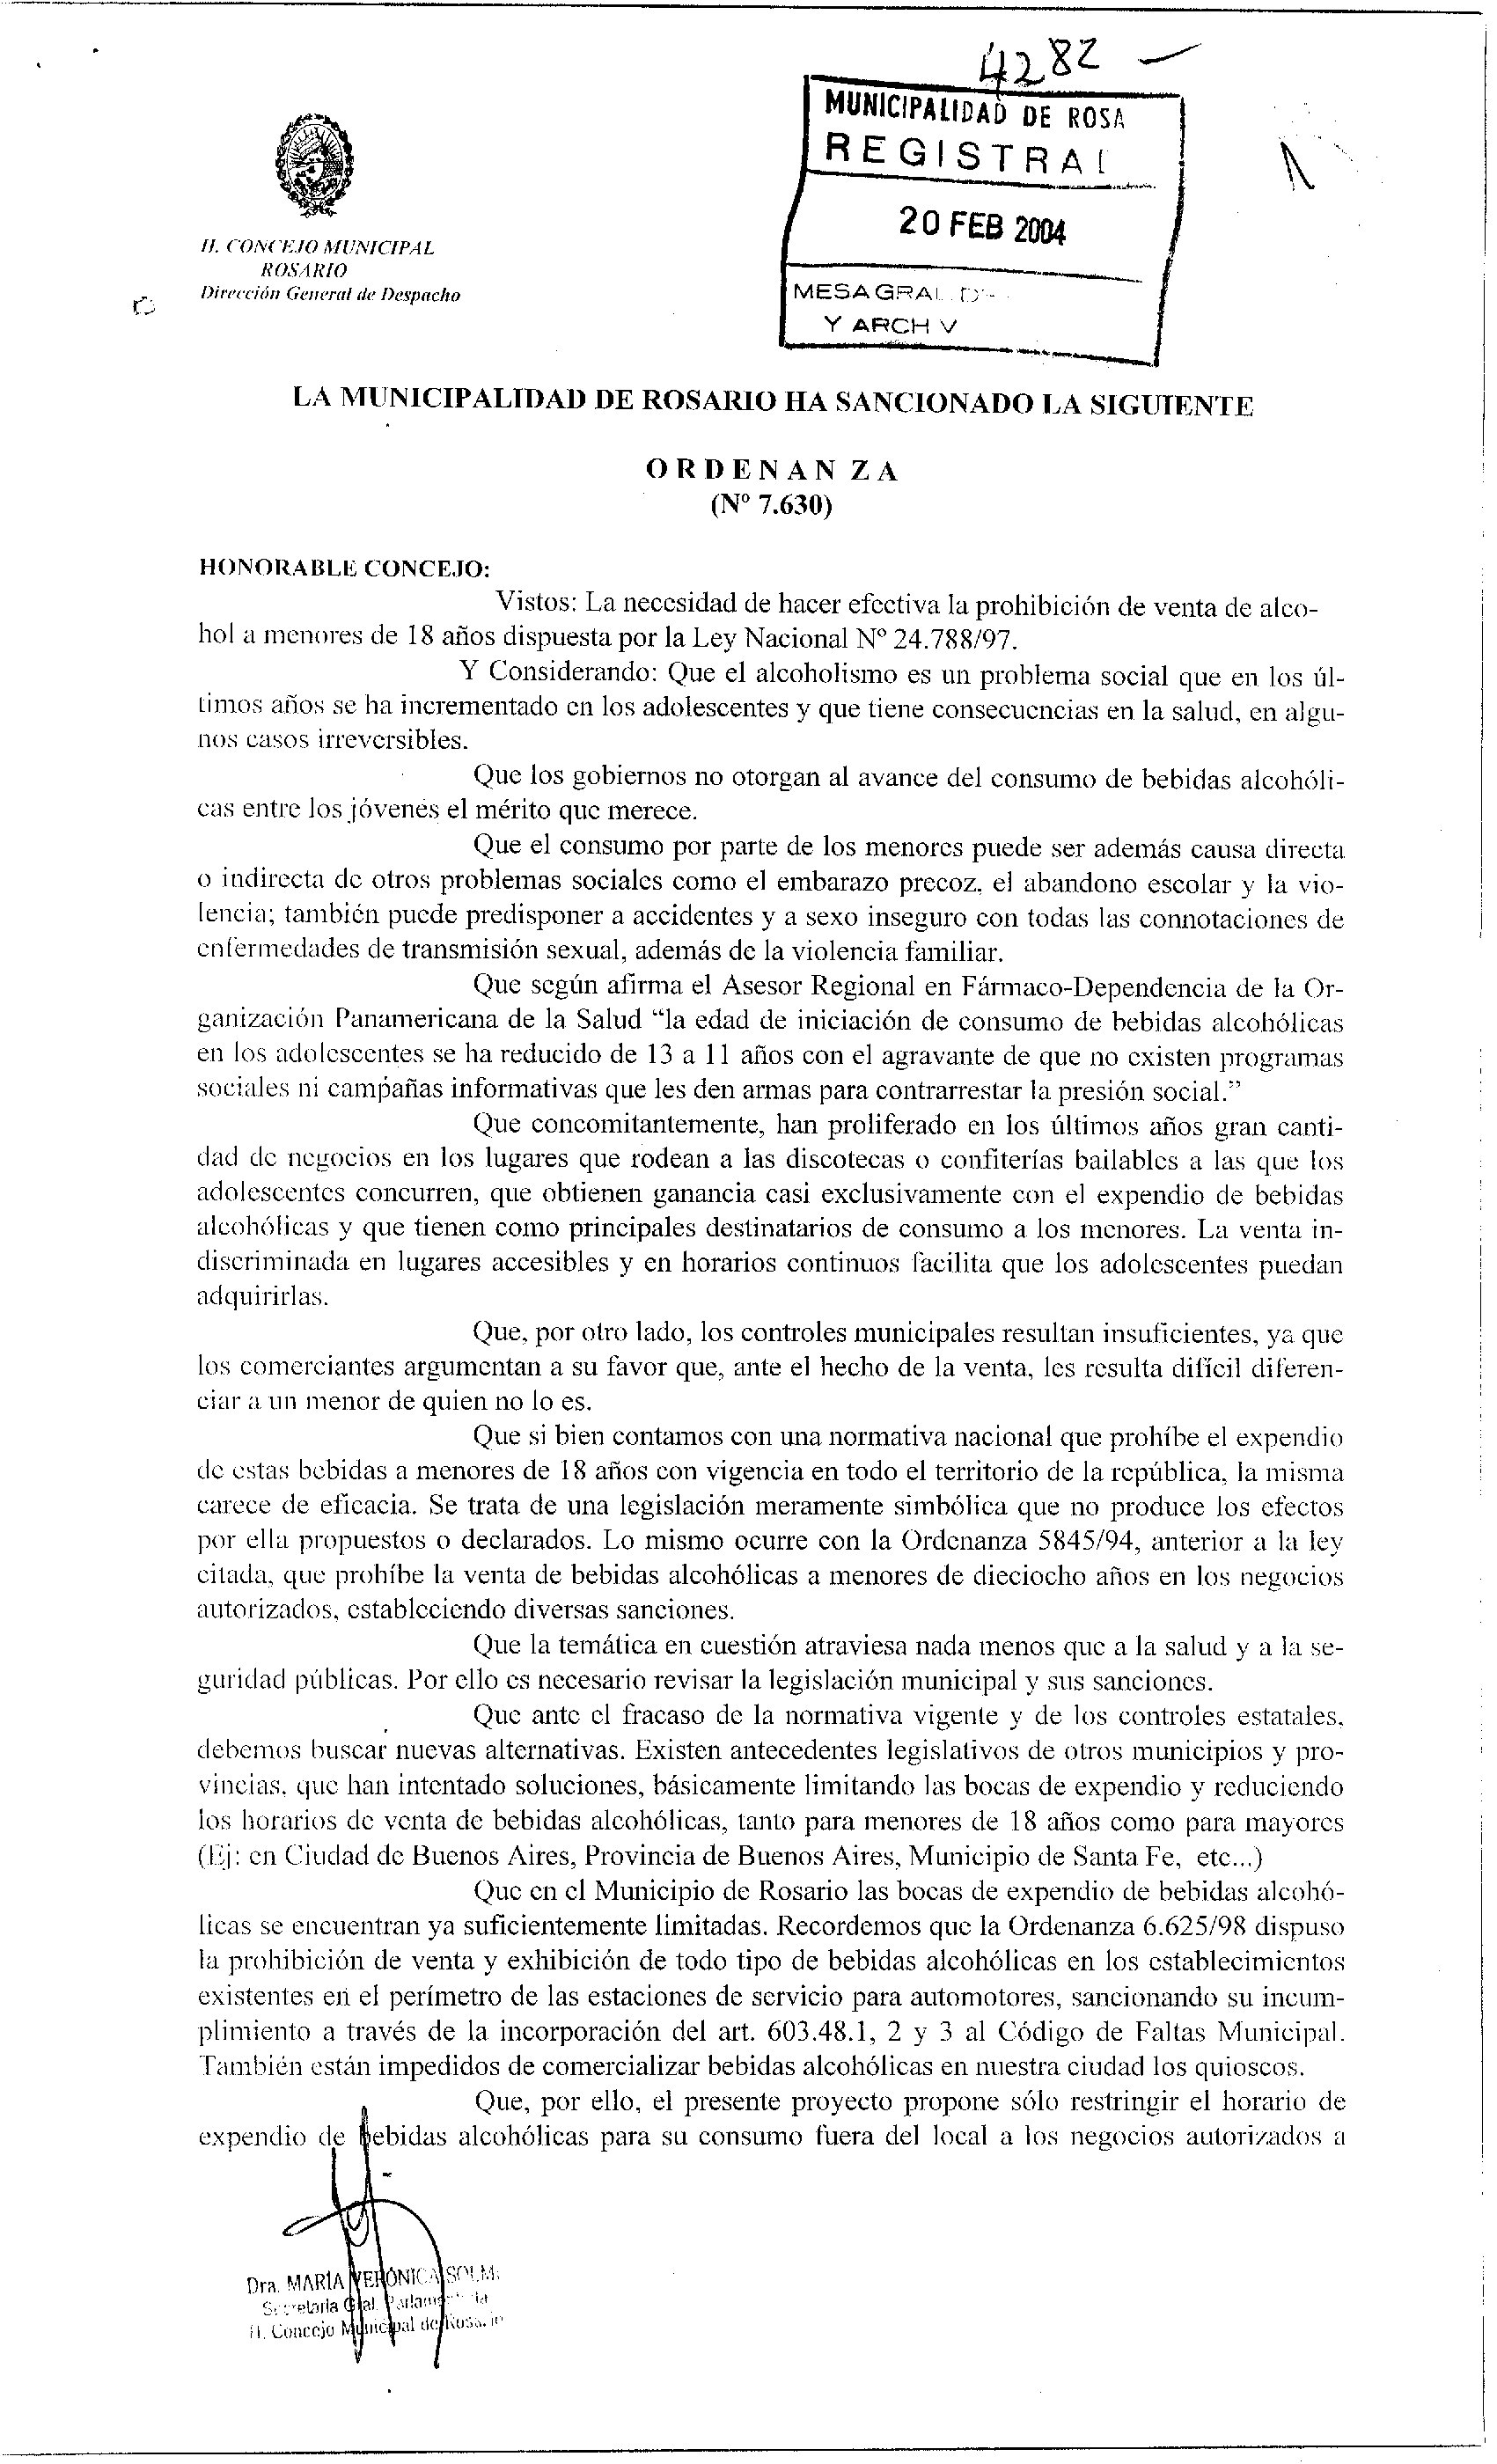 4282 —
MUNICIPALIDAD DE ROSA
REGISTRA
20 FEB 2004
MESA GRAL. D
Y ARCH V
H. CONCEJO MUNICIPAL
ROSARIO
Dirección General de Despacho
LA MUNICIPALIDAD DE ROSARIO HA SANCIONADO LA SIGUIENTE
ORDENANZA
(Nº 7.630)
HONORABLE CONCEJO:
Vistos: La necesidad de hacer efectiva la prohibición de venta de alco-
hol a menores de 18 años dispuesta por la Ley Nacional Nº 24.788/97.
Y Considerando: Que el alcoholismo es un problema social que en los úl-
timos años se ha incrementado en los adolescentes y que tiene consecuencias en la salud, en algu-
nos casos irreversibles.
Que los gobiernos no otorgan al avance del consumo de bebidas alcohóli-
cas entre los jóvenes el mérito que merece.
Que el consumo por parte de los menores puede ser además causa directa
o indirecta de otros problemas sociales como el embarazo precoz, el abandono escolar y la vio-
lencia; también puede predisponer a accidentes y a sexo inseguro con todas las connotaciones de
enfermedades de transmisión sexual, además de la violencia familiar.
Que según afirma el Asesor Regional en Fármaco-Dependencia de la Or-
ganización Panamericana de la Salud “la edad de iniciación de consumo de bebidas alcohólicas
en los adolescentes se ha reducido de 13 a 11 años con el agravante de que no existen programas
sociales ni campañas informativas que les den armas para contrarrestar la presión social.”
Que concomitantemente, han proliferado en los últimos años gran canti-
dad de negocios en los lugares que rodean a las discotecas o confiterías bailables a las que los
adolescentes concurren, que obtienen ganancia casi exclusivamente con el expendio de bebidas
alcohólicas y que tienen como principales destinatarios de consumo a los menores. La venta in-
discriminada en lugares accesibles y en horarios continuos facilita que los adolescentes puedan
adquirirlas.
Que, por otro lado, los controles municipales resultan insuficientes, ya que
los comerciantes argumentan a su favor que, ante el hecho de la venta, les resulta difícil diferen-
ciar a un menor de quien no lo es.
Que si bien contamos con una normativa nacional que prohíbe el expendio
de estas bebidas a menores de 18 años con vigencia en todo el territorio de la república, la misma
carece de eficacia. Se trata de una legislación meramente simbólica que no produce los efectos
por ella propuestos o declarados. Lo mismo ocurre con la Ordenanza 5845/94, anterior a la ley
citada, que prohíbe la venta de bebidas alcohólicas a menores de dieciocho años en los negocios
autorizados, estableciendo diversas sanciones.
Que la temática en cuestión atraviesa nada menos que a la salud y a la se-
guridad públicas. Por ello es necesario revisar la legislación municipal y sus sanciones.
Que ante el fracaso de la normativa vigente y de los controles estatales,
debemos buscar nuevas alternativas. Existen antecedentes legislativos de otros municipios y pro-
vincias, que han intentado soluciones, básicamente limitando las bocas de expendio y reduciendo
los horarios de venta de bebidas alcohólicas, tanto para menores de 18 años como para mayores
(Ej: en Ciudad de Buenos Aires, Provincia de Buenos Aires, Municipio de Santa Fe, etc...)
Que en el Municipio de Rosario las bocas de expendio de bebidas alcohó-
licas se encuentran ya suficientemente limitadas. Recordemos que la Ordenanza 6.625/98 dispuso
la prohibición de venta y exhibición de todo tipo de bebidas alcohólicas en los establecimientos
existentes en el perímetro de las estaciones de servicio para automotores, sancionando su incum-
plimiento a través de la incorporación del art. 603.48.1, 2 y 3 al Código de Faltas Municipal.
También están impedidos de comercializar bebidas alcohólicas en nuestra ciudad los quioscos.
Que, por ello, el presente proyecto propone sólo restringir el horario de
expendio de bebidas alcohólicas para su consumo fuera del local a los negocios autorizados a
Dra. MARÍA VERÓNICA SOLM
Secretaria Gral. Parlamentaria
H. Concejo Municipal de Rosario